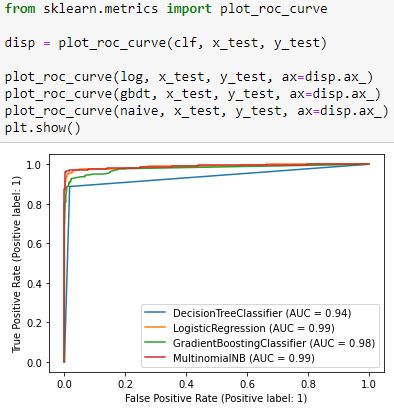 from sklearn.metrics import plot_roc_curve
disp = plot_roc_curve(clf, x_test, y_test)
plot_roc_curve(log, x_test, y_test, ax=disp.ax_)
plot_roc_curve(gbdt, x_test, y_test, ax=disp.ax_)
plot_roc_curve(naive, x_test, y_test, ax=disp.ax_)
plt.show()
True Positive Rate (Positive label: 1)
1.0
0.8
0.6
0.4
0.2
0.0
DecisionTreeClassifier (AUC = 0.94)
LogisticRegression (AUC = 0.99)
GradientBoostingClassifier (AUC = 0.98)
MultinomialNB (AUC = 0.99)
0.0 0.2 0.4 0.6 0.8 1.0
False Positive Rate (Positive label: 1)